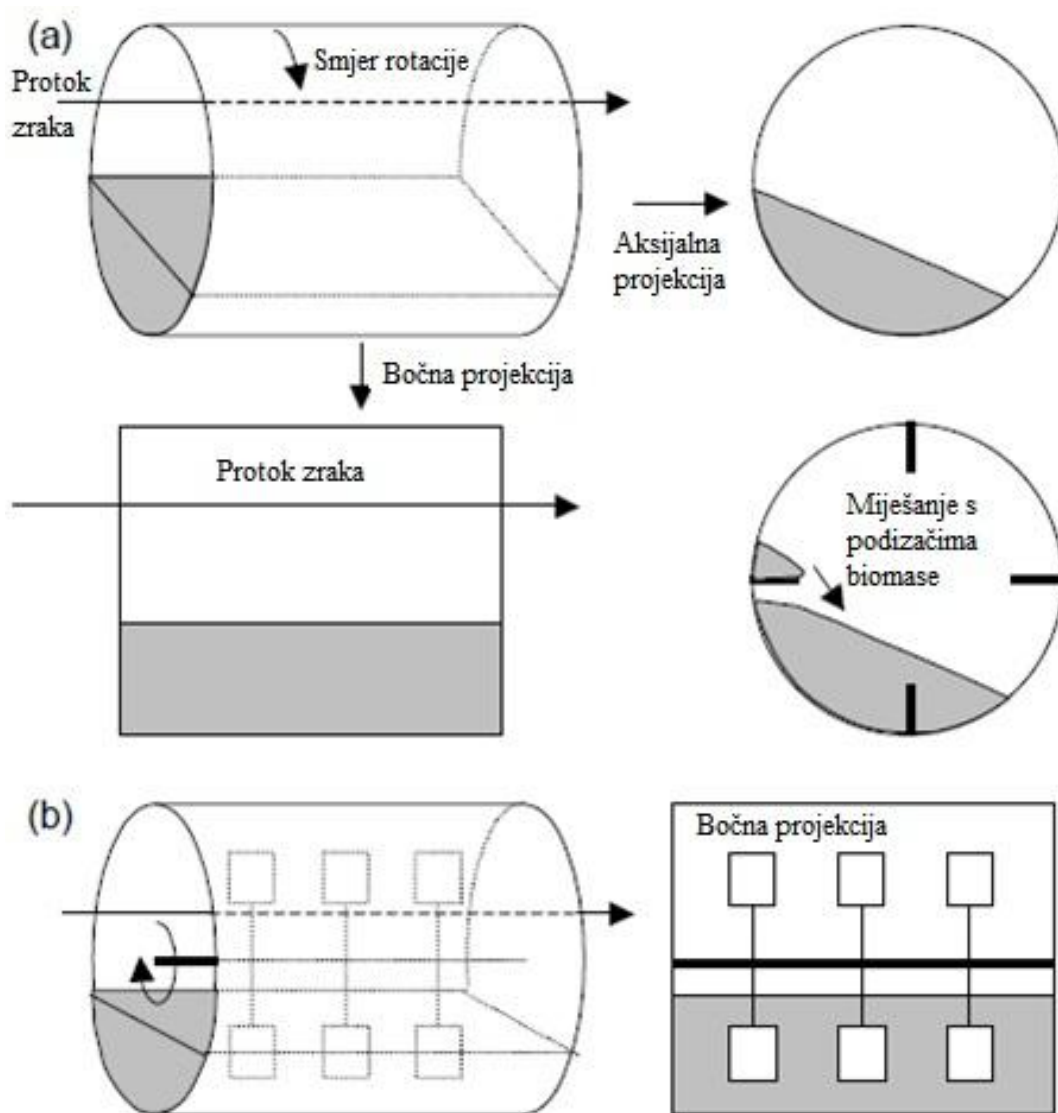 (a)
Smjer rotacije
Protok
zraka
Aksijalna
projekcija
Bočna projekcija
Protok zraka
Miješanje s
podizačima
biomase
(b)
Bočna projekcija